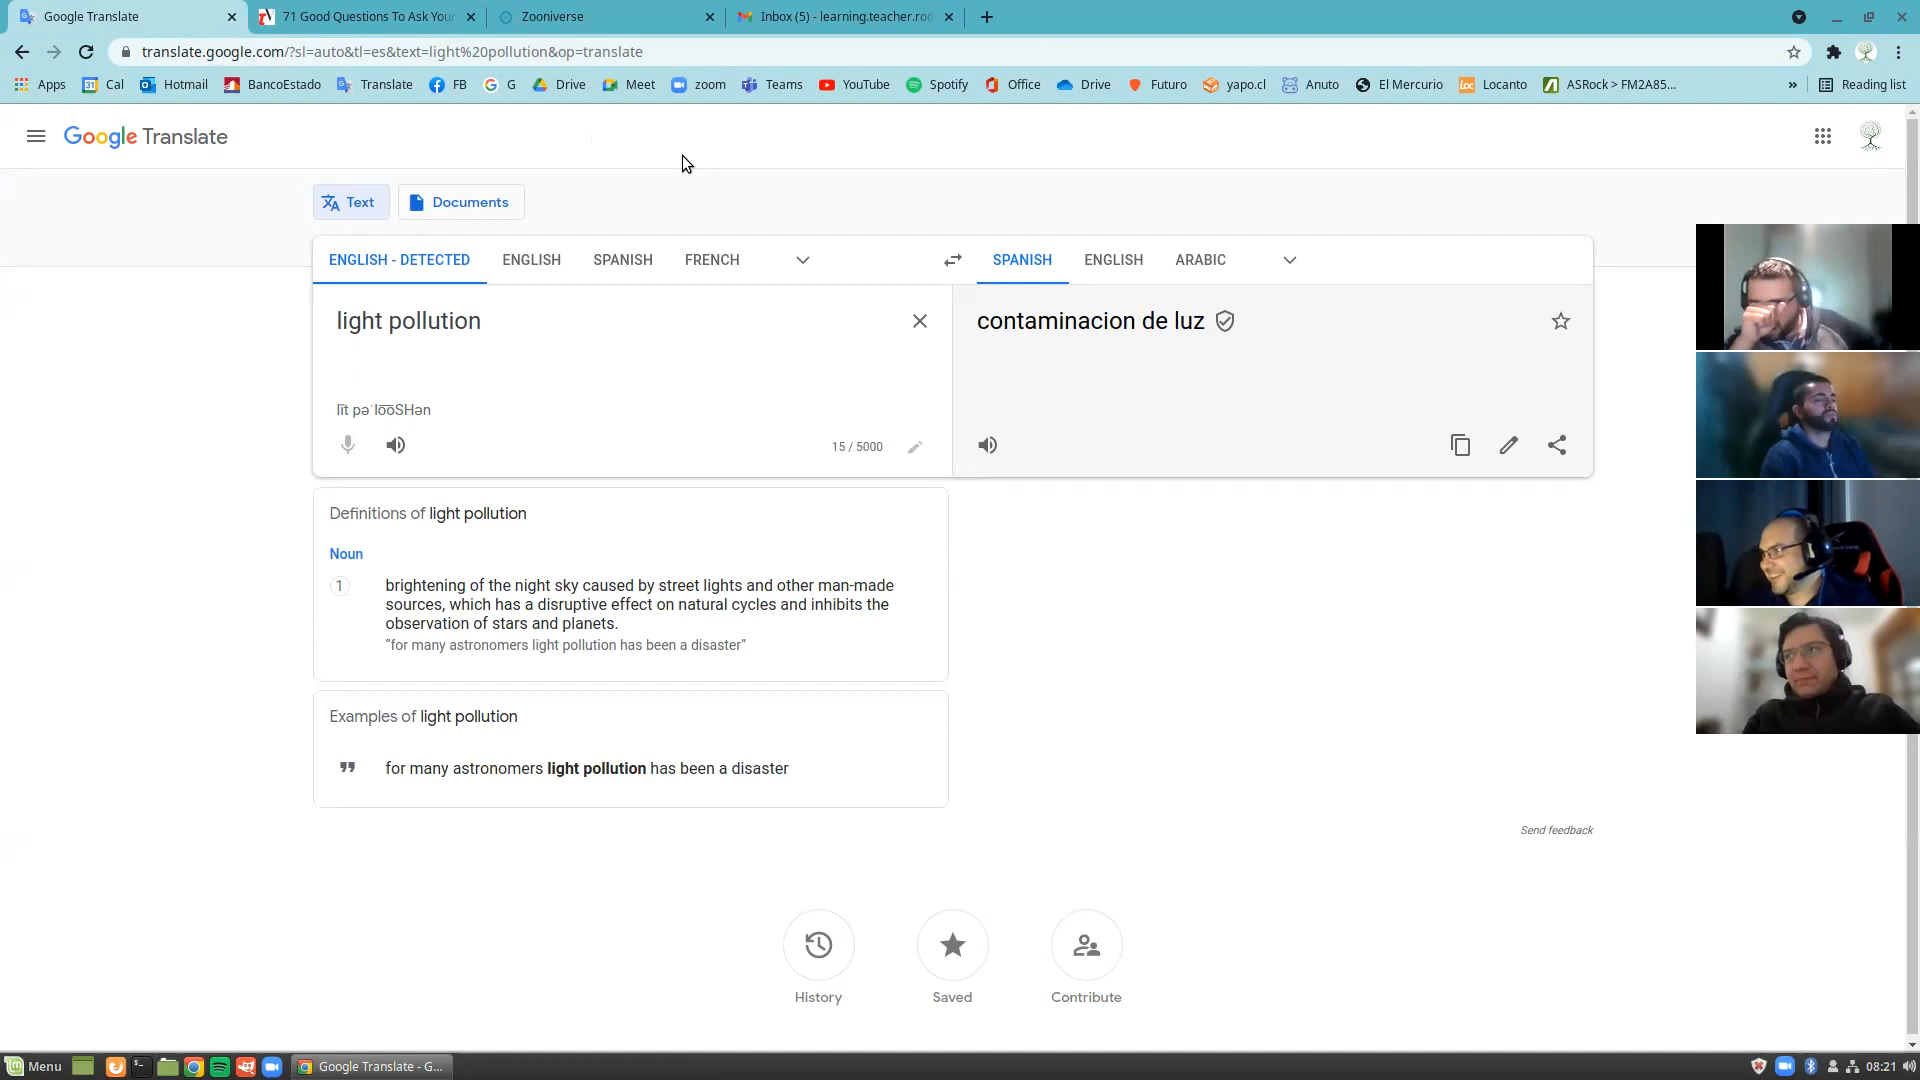 Google Translate
71 Good Questions To Ask Your
Zooniverse
Inbox (5) - learning.teacher.rod
translate.google.com/?sl=auto&tl=es&text=light%20pollution&op=translate
Apps Cal Hotmail BancoEstado Translate FB G Drive Meet zoom Teams YouTube Spotify Office Drive Futuro yapo.cl Anuto El Mercurio Locanto ASRock > FM2A85... » Reading list
Google Translate
Text Documents
ENGLISH - DETECTED ENGLISH SPANISH FRENCH SPANISH ENGLISH ARABIC
light pollution
contaminacion de luz
līt pəˈlo͞oSHən
15 / 5000
Definitions of light pollution
Noun
1 brightening of the night sky caused by street lights and other man-made
sources, which has a disruptive effect on natural cycles and inhibits the
observation of stars and planets.
“for many astronomers light pollution has been a disaster”
Examples of light pollution
for many astronomers light pollution has been a disaster
Send feedback
History Saved Contribute
Menu Google Translate - G... 08:21